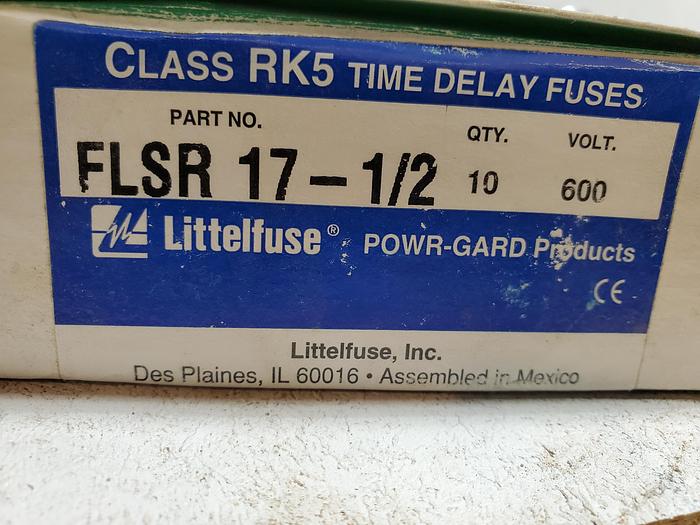 CLASS RK5 TIME DELAY FUSES
PART NO. QTY. VOLT.
FLSR 17-1/2 10 600
Littelfuse® POWR-GARD Products
CE
Littelfuse, Inc.
Des Plaines, IL 60016 • Assembled in Mexico